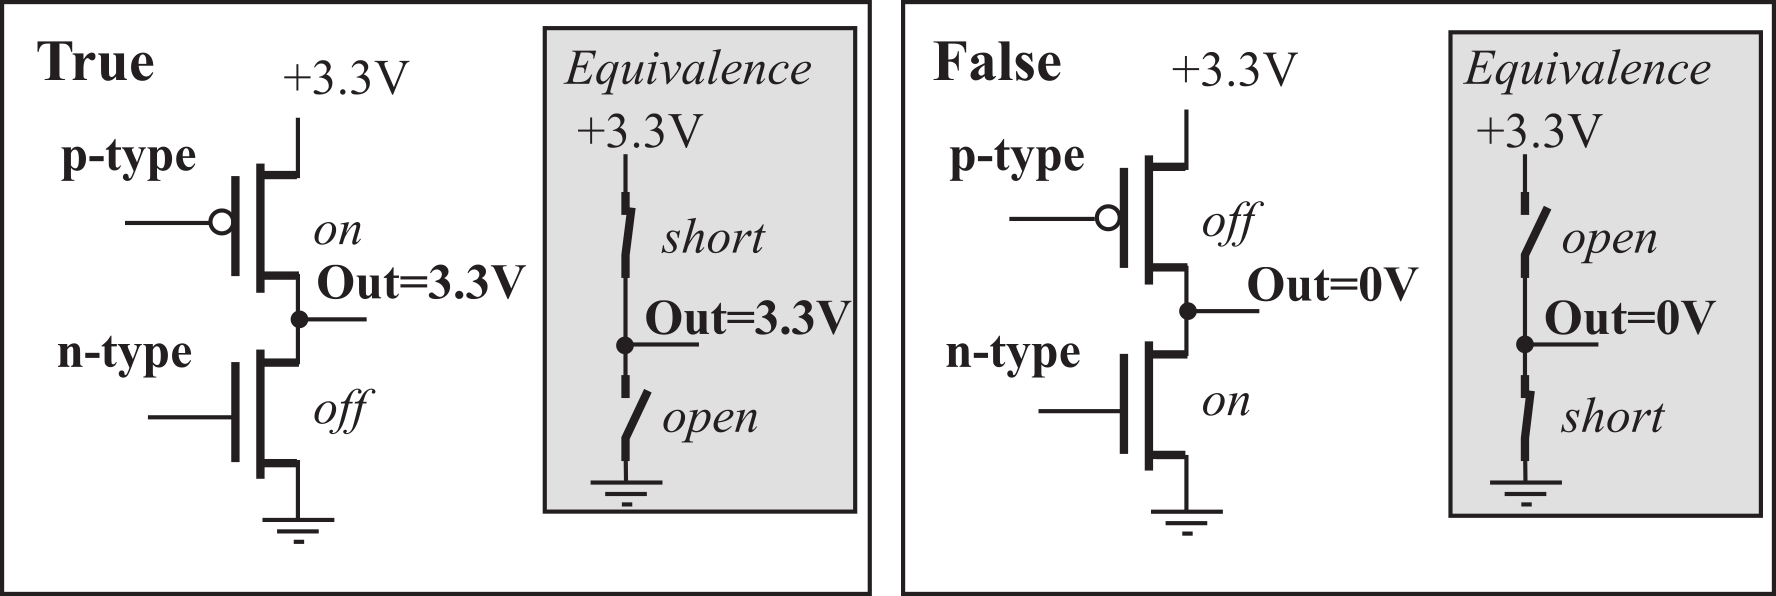 True
+3.3V
p-type
on
Out=3.3V
n-type
off
Equivalence
+3.3V
short
Out=3.3V
open
False
+3.3V
p-type
off
Out=0V
n-type
on
Equivalence
+3.3V
open
Out=0V
short